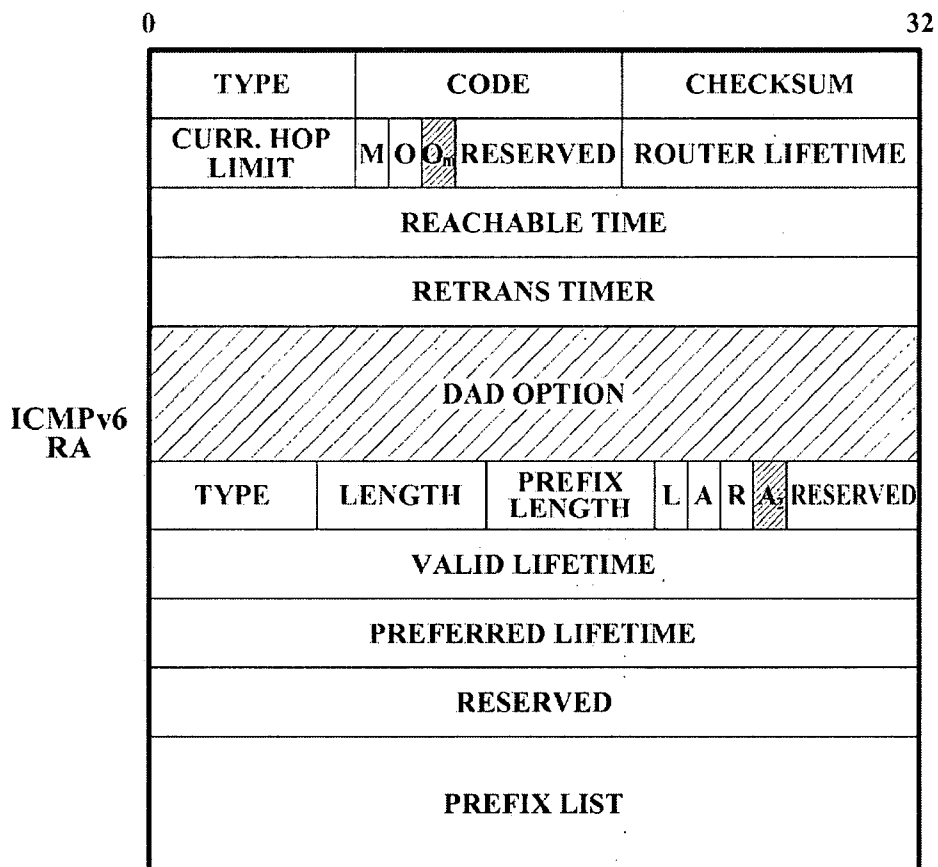 0 32
TYPE CODE CHECKSUM
CURR. HOP LIMIT M O Om RESERVED ROUTER LIFETIME
REACHABLE TIME
RETRANS TIMER
DAD OPTION
ICMPv6
RA
TYPE LENGTH PREFIX LENGTH L A R RESERVED
VALID LIFETIME
PREFERRED LIFETIME
RESERVED
PREFIX LIST